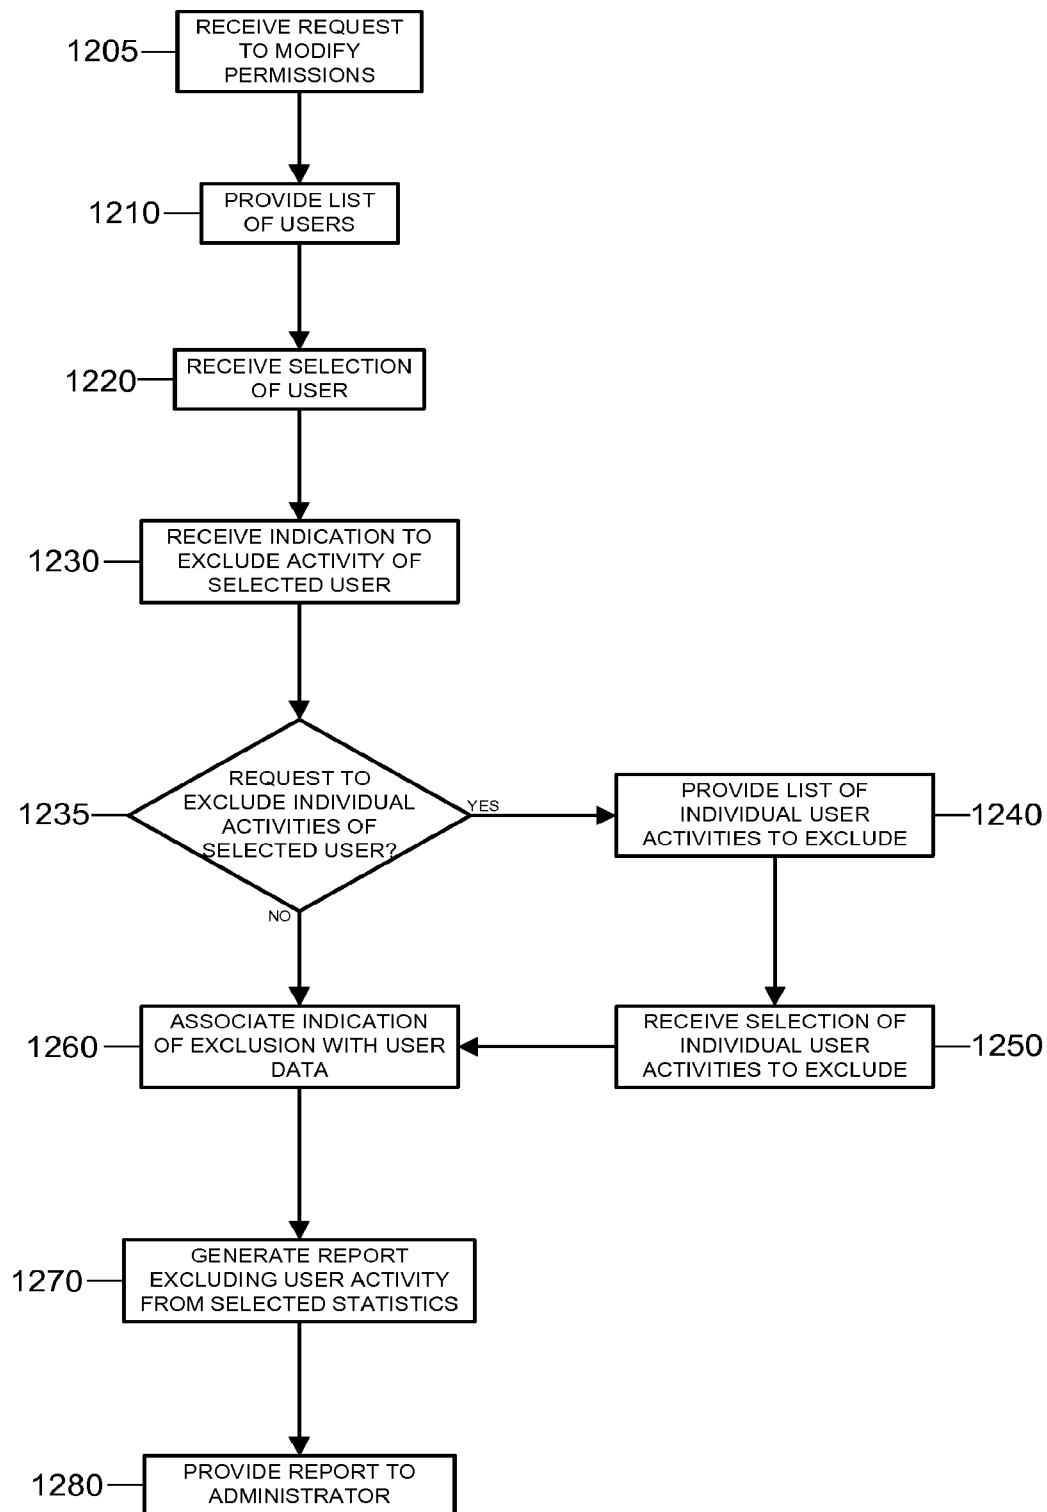 1205
RECEIVE REQUEST
TO MODIFY
PERMISSIONS
1210
PROVIDE LIST
OF USERS
1220
RECEIVE SELECTION
OF USER
1230
RECEIVE INDICATION TO
EXCLUDE ACTIVITY OF
SELECTED USER
1235
REQUEST TO
EXCLUDE INDIVIDUAL
ACTIVITIES OF
SELECTED USER?
YES
NO
PROVIDE LIST OF
INDIVIDUAL USER
ACTIVITIES TO EXCLUDE
1240
1260
ASSOCIATE INDICATION
OF EXCLUSION WITH USER
DATA
RECEIVE SELECTION OF
INDIVIDUAL USER
ACTIVITIES TO EXCLUDE
1250
1270
GENERATE REPORT
EXCLUDING USER ACTIVITY
FROM SELECTED STATISTICS
1280
PROVIDE REPORT TO
ADMINISTRATOR